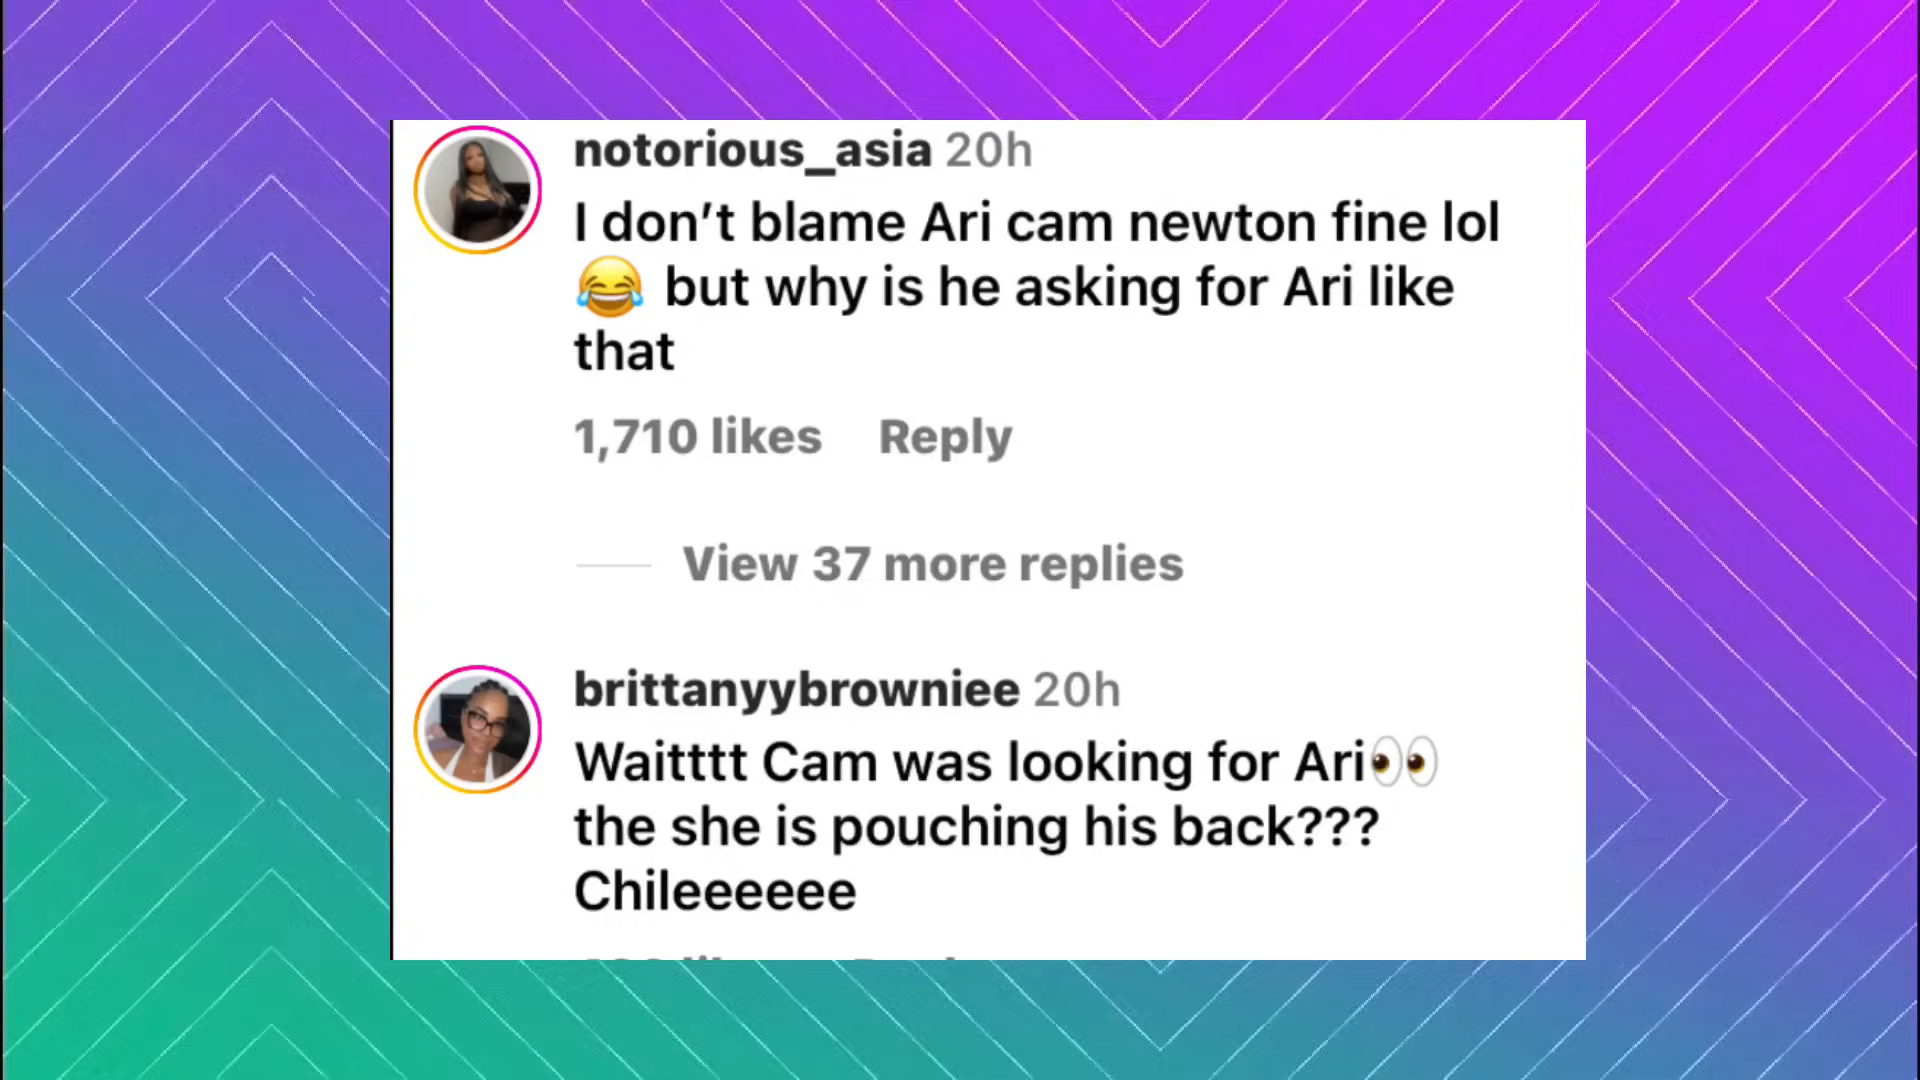 notorious_asia 20h
I don’t blame Ari cam newton fine lol
😂 but why is he asking for Ari like
that
1,710 likes Reply
View 37 more replies
brittanyybrowniee 20h
Waitttt Cam was looking for Ari👀
the she is pouching his back???
Chileeeeee